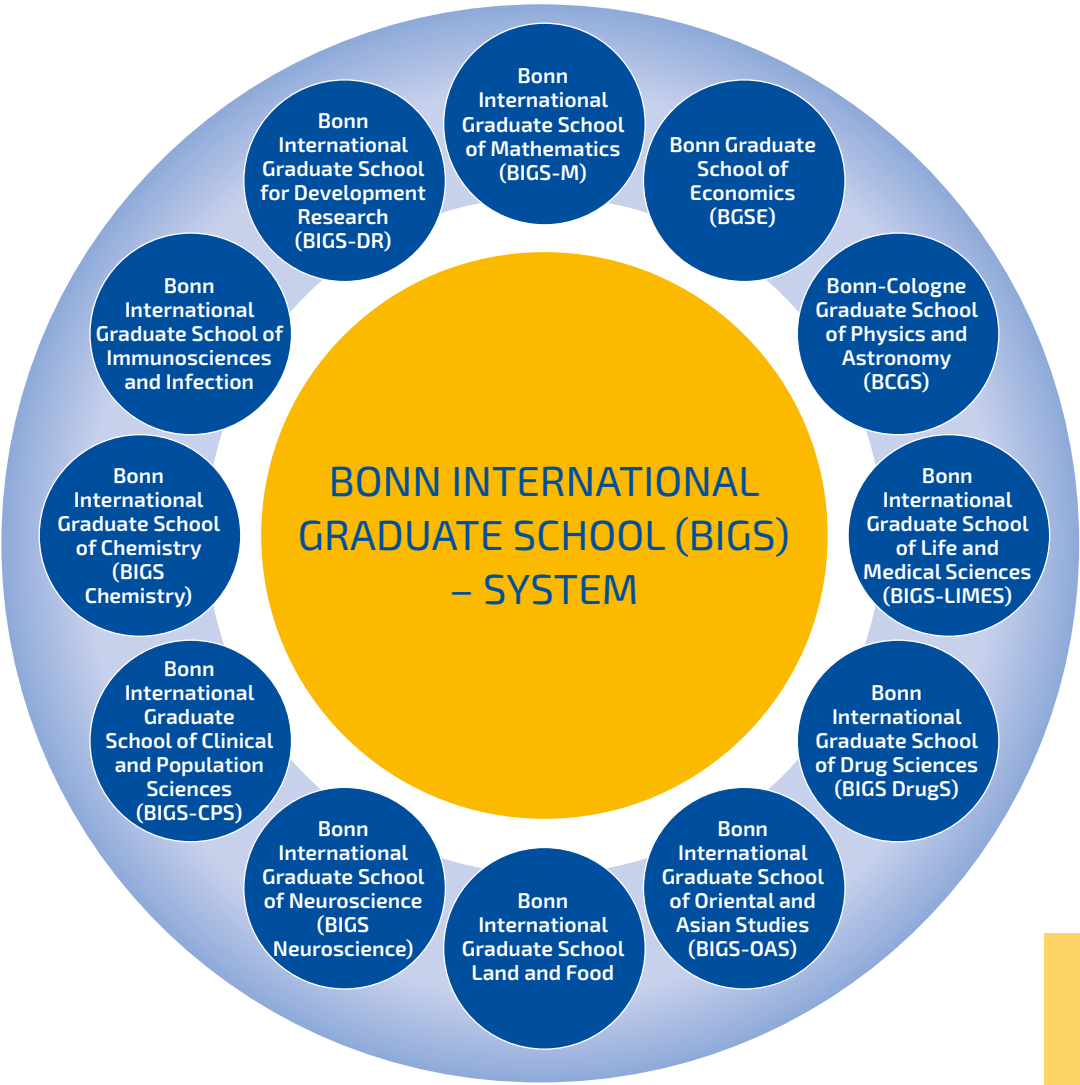 Bonn
International
Graduate School
of Mathematics
(BIGS-M)
Bonn Graduate
School of
Economics
(BGSE)
Bonn-Cologne
Graduate School
of Physics and
Astronomy
(BCGS)
Bonn
International
Graduate School
of Life and
Medical Sciences
(BIGS-LIMES)
Bonn
International
Graduate School
of Drug Sciences
(BIGS DrugS)
Bonn
International
Graduate School
of Oriental and
Asian Studies
(BIGS-OAS)
Bonn
International
Graduate School
Land and Food
Bonn
International
Graduate School
of Neuroscience
(BIGS
Neuroscience)
Bonn
International
Graduate
School of Clinical
and Population
Sciences
(BIGS-CPS)
Bonn
International
Graduate School
of Chemistry
(BIGS
Chemistry)
Bonn
International
Graduate School of
Immunosciences
and Infection
Bonn
International
Graduate School
for Development
Research
(BIGS-DR)
BONN INTERNATIONAL
GRADUATE SCHOOL (BIGS)
– SYSTEM